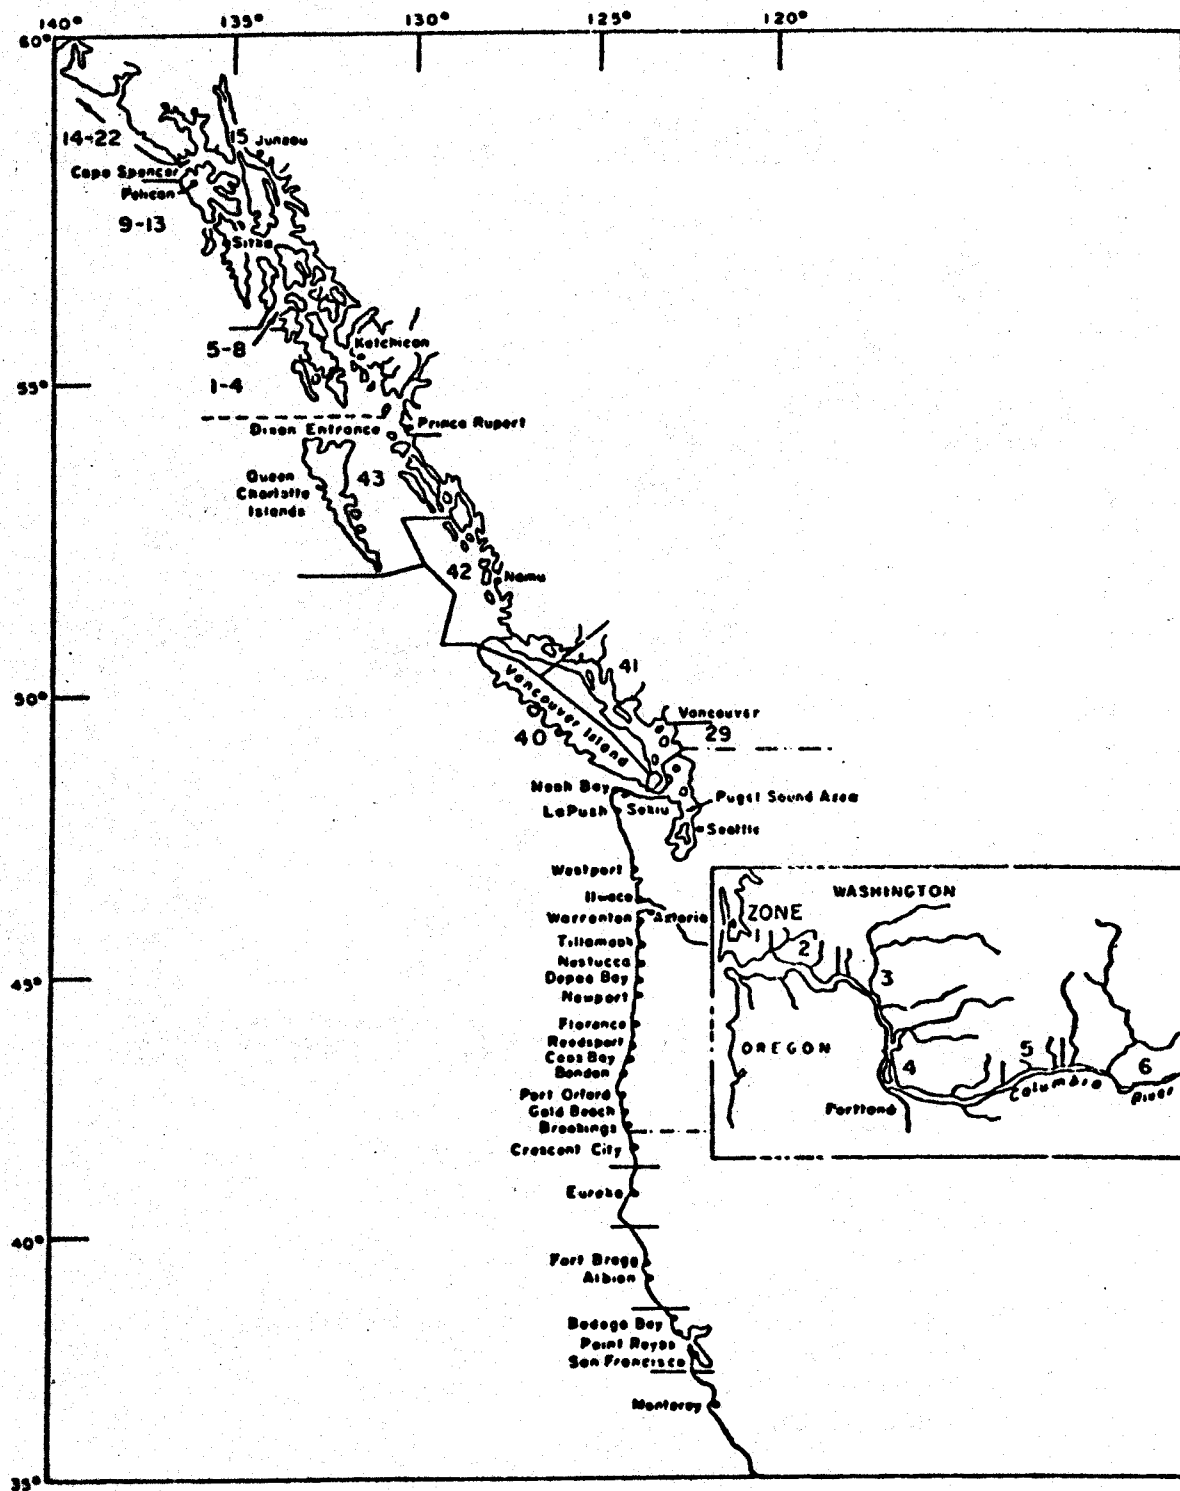 140°
135°
130°
125°
120°
60°
14-22
15
Juneau
Cape Spencer
Pelican
9-13
Sitka
5-8
Ketchican
1-4
55°
Dixon Entrance
Prince Rupert
Queen
Charlotte
Islands
43
42
Namu
41
50°
Vancouver Island
Vancouver
29
40
Neah Bay
LaPush
Sekiu
Puget Sound Area
Seattle
Westport
Ilwaco
Warrenton
Astoria
Tillamook
Nestucca
45°
Depoe Bay
Newport
Florence
Reedsport
Coos Bay
Bandon
Port Orford
Gold Beach
Brookings
Crescent City
Eureka
40°
Fort Bragg
Albion
Bodega Bay
Point Reyes
San Francisco
Monterey
35°
WASHINGTON
ZONE
1
2
3
OREGON
4
5
6
Columbia River
Portland